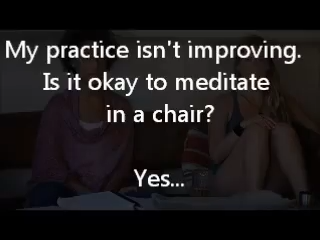 My practice isn't improving.
Is it okay to meditate
in a chair?
Yes...